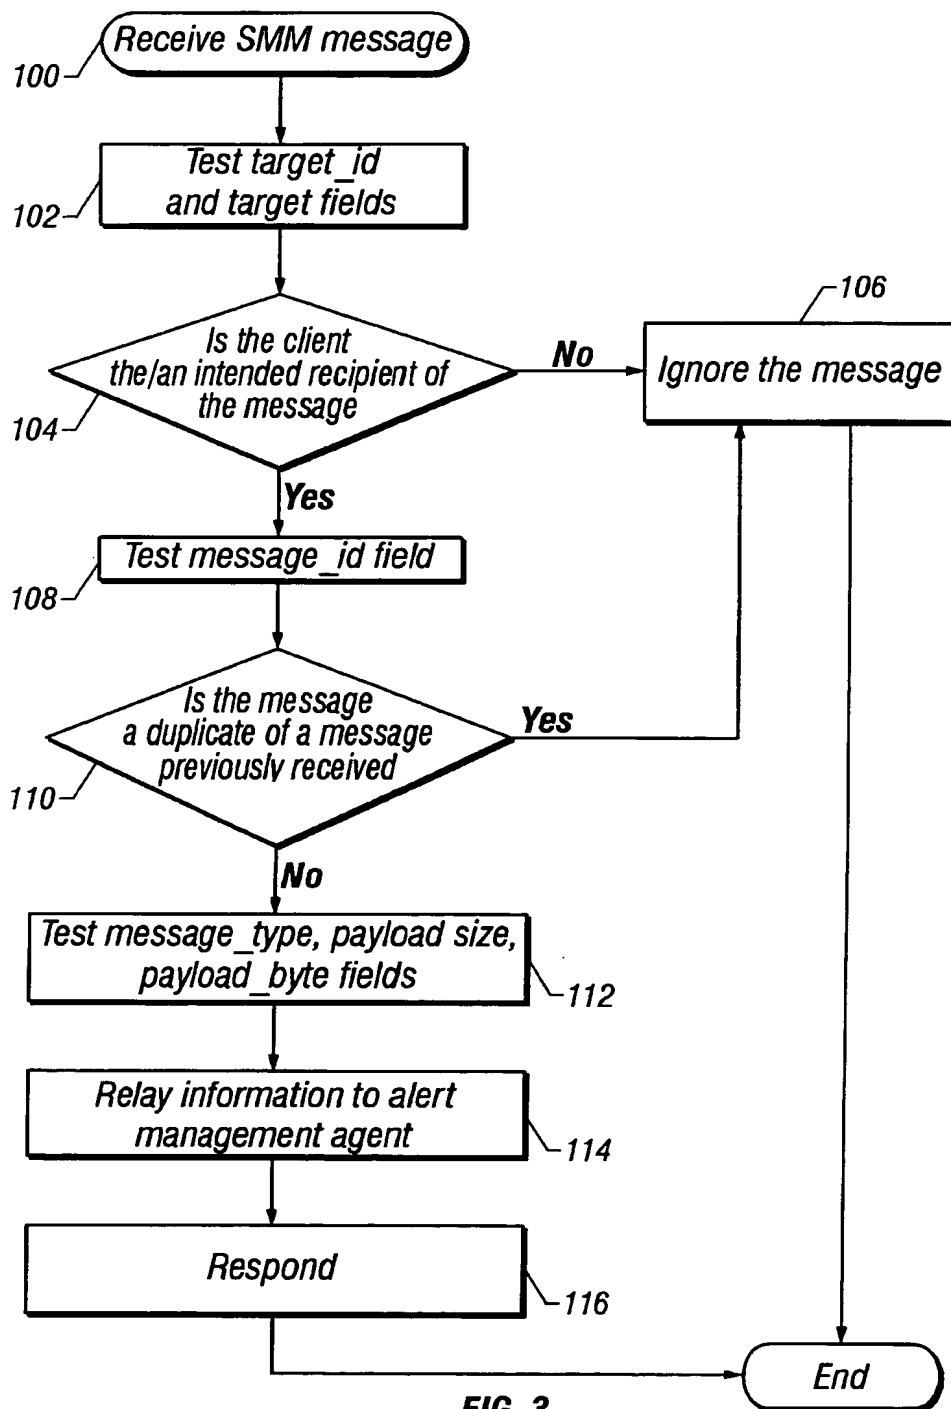 Receive SMM message
100
Test target_id
and target fields
102
106
Is the client
the/an intended recipient of
the message
No
Ignore the message
104
Yes
Test message_id field
108
Is the message
a duplicate of a message
previously received
Yes
110
No
Test message_type, payload size,
payload_byte fields
112
Relay information to alert
management agent
114
Respond
116
End